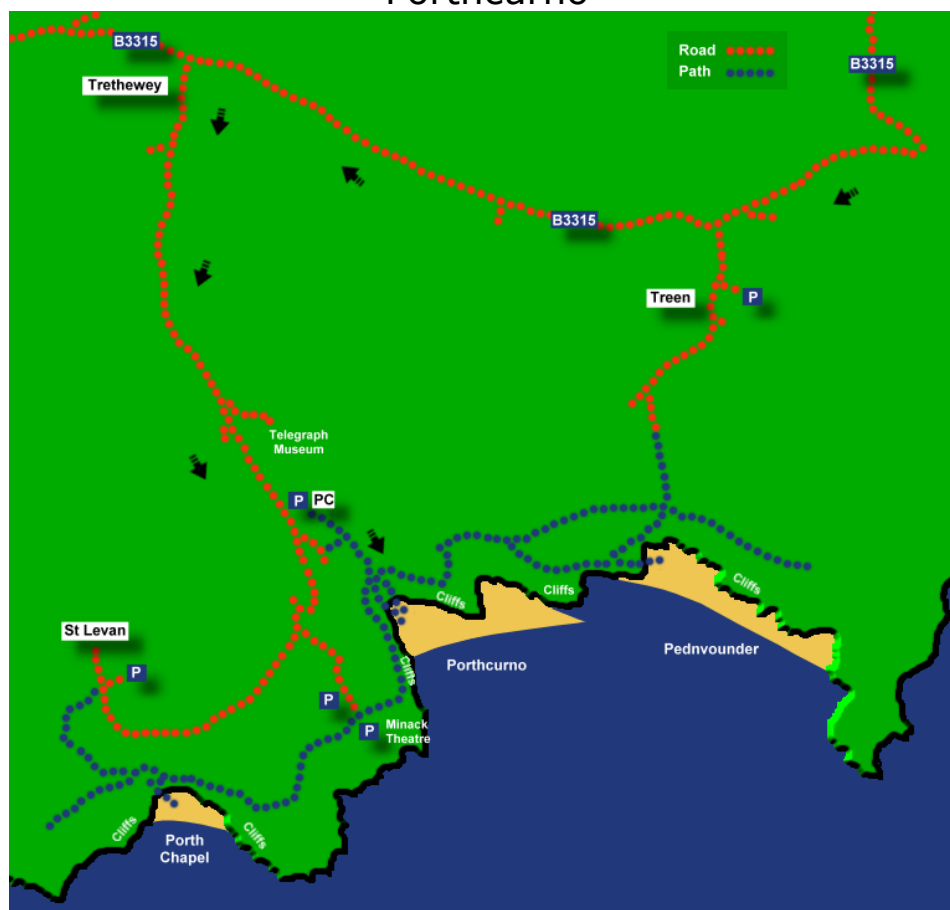 Porthcurno
B3315
Road
Path
B3315
Trethewey
B3315
Treen
P
Telegraph
Museum
P
PC
Cliffs
Cliffs
Cliffs
St Levan
P
Cliffs
Porthcurno
Pednvounder
P
P
Minack
Theatre
Cliffs
Cliffs
Porth
Chapel